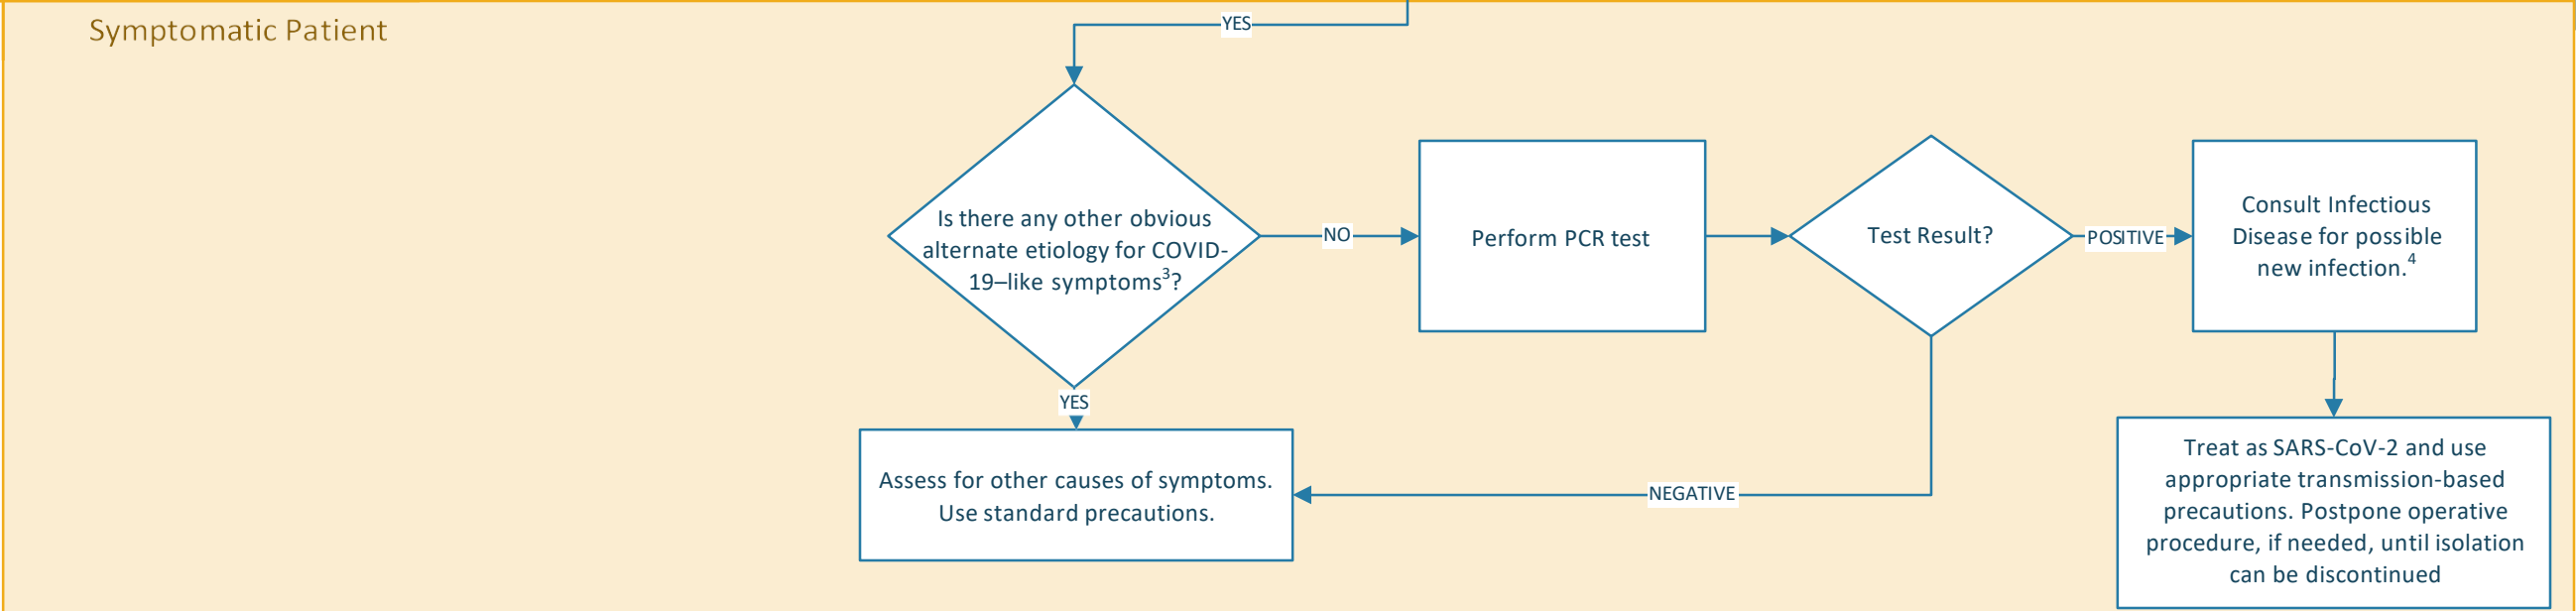 Symptomatic Patient
YES
Is there any other obvious
alternate etiology for COVID-
19–like symptoms³?
NO
Perform PCR test
Test Result?
POSITIVE
Consult Infectious
Disease for possible
new infection.⁴
YES
Assess for other causes of symptoms.
Use standard precautions.
NEGATIVE
Treat as SARS-CoV-2 and use
appropriate transmission-based
precautions. Postpone operative
procedure, if needed, until isolation
can be discontinued